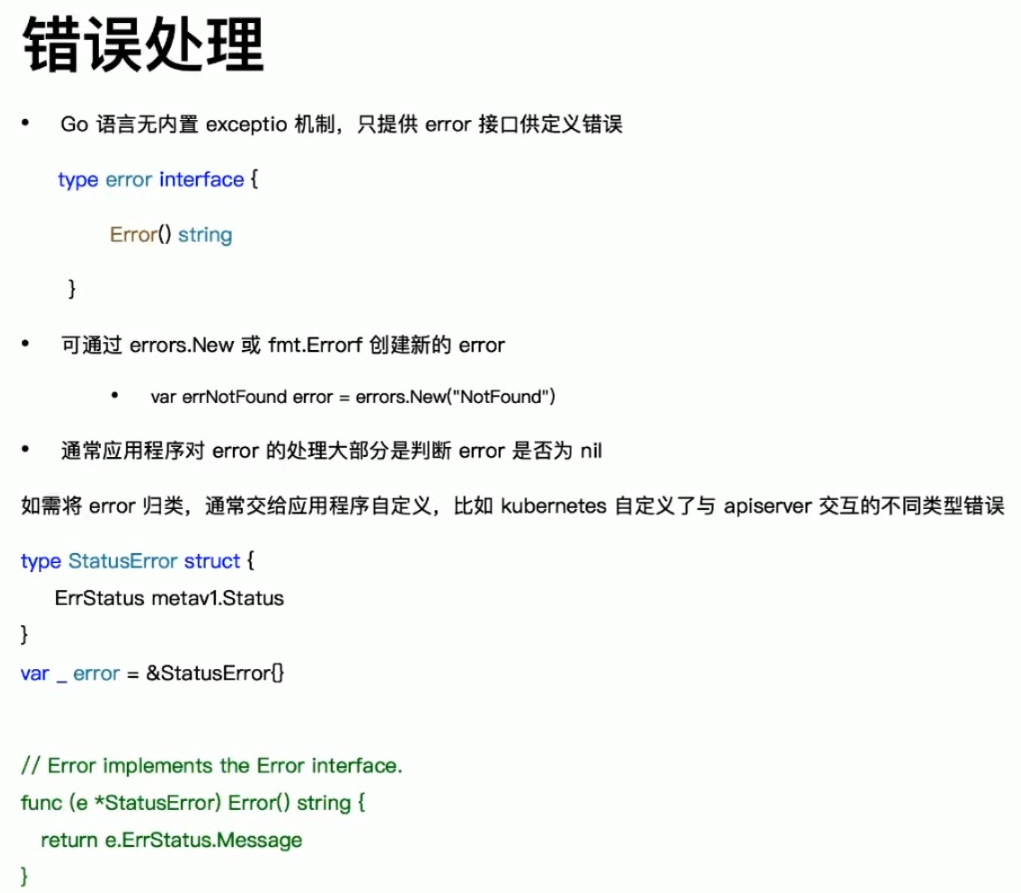 错误处理
• Go 语言无内置 exceptio 机制，只提供 error 接口供定义错误
type error interface {
Error() string
}
• 可通过 errors.New 或 fmt.Errorf 创建新的 error
• var errNotFound error = errors.New("NotFound")
• 通常应用程序对 error 的处理大部分是判断 error 是否为 nil
如需将 error 归类，通常交给应用程序自定义，比如 kubernetes 自定义了与 apiserver 交互的不同类型错误
type StatusError struct {
ErrStatus metav1.Status
}
var _ error = &StatusError{}
// Error implements the Error interface.
func (e *StatusError) Error() string {
return e.ErrStatus.Message
}